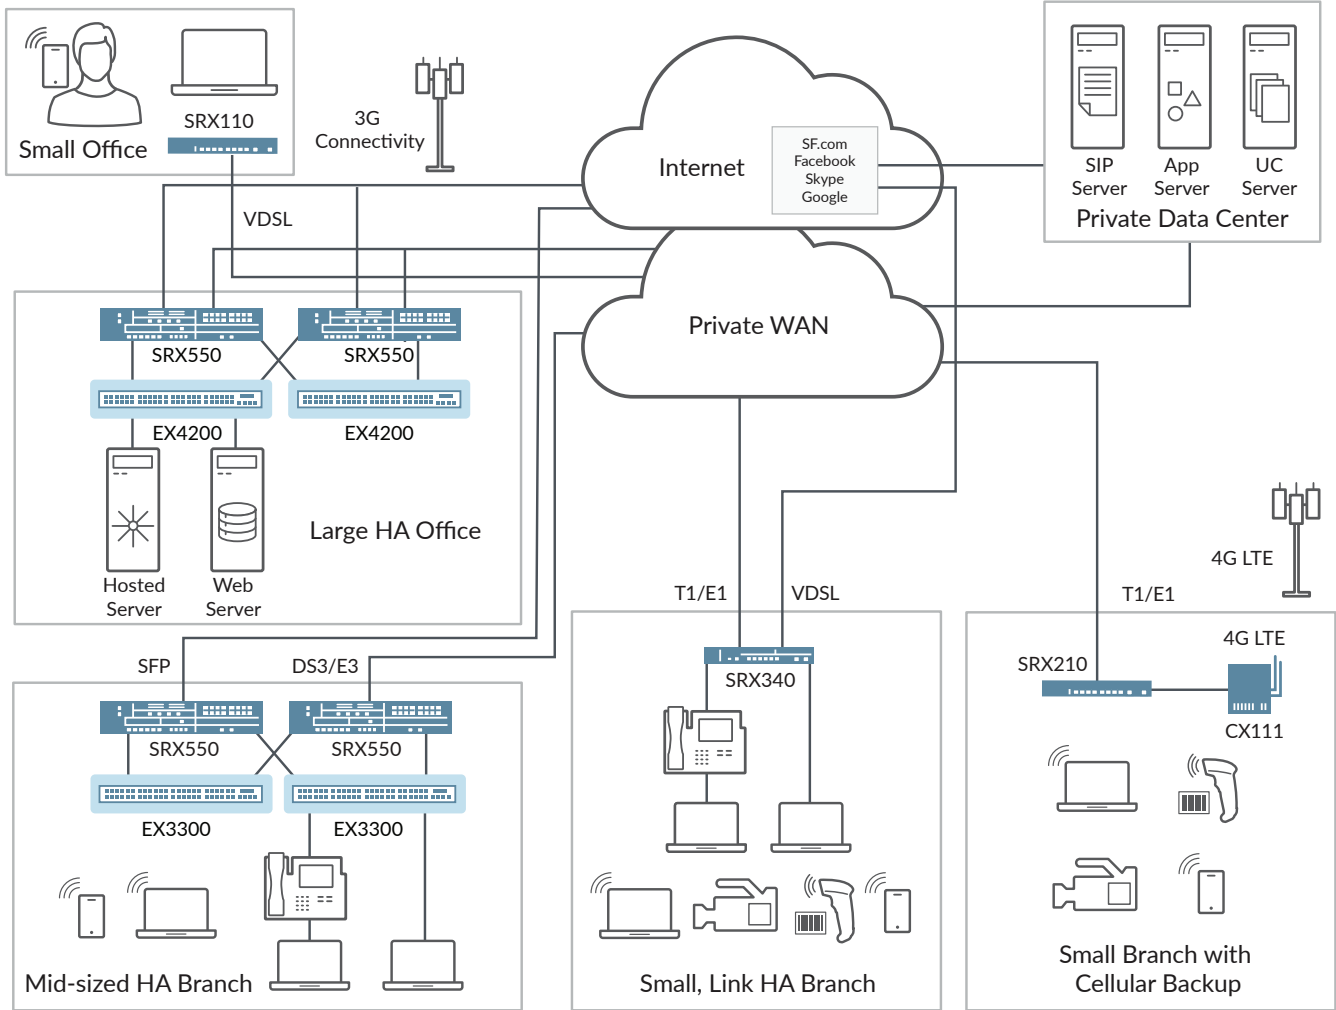 SRX110
Small Office
3G
Connectivity
VDSL
Internet
SF.com
Facebook
Skype
Google
SIP
Server
App
Server
UC
Server
Private Data Center
Private WAN
SRX550
SRX550
EX4200
EX4200
Hosted
Server
Web
Server
Large HA Office
SFP
DS3/E3
SRX550
SRX550
EX3300
EX3300
Mid-sized HA Branch
T1/E1
VDSL
SRX340
Small, Link HA Branch
4G LTE
T1/E1
4G LTE
SRX210
CX111
Small Branch with
Cellular Backup